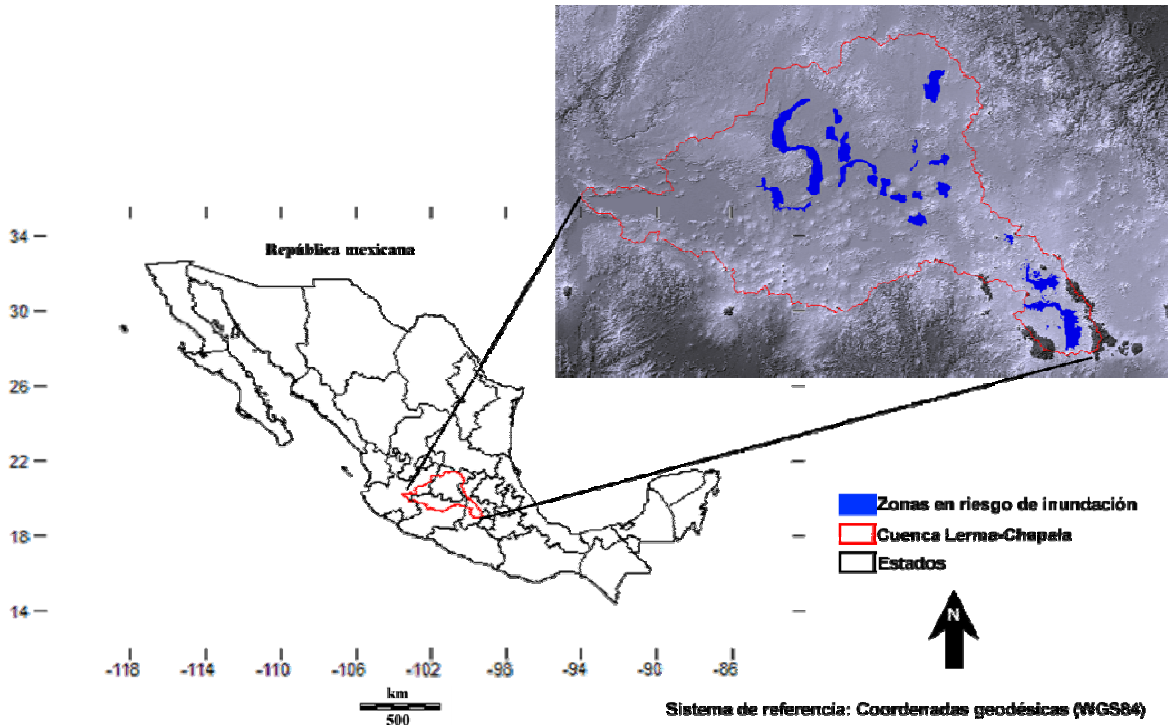 República mexicana
34
30
26
22
18
14
-118
-114
-110
-106
-102
-98
-94
-90
-86
km
500
Zonas en riesgo de inundación
Cuenca Lerma-Chapala
Estados
N
Sistema de referencia: Coordenadas geodésicas (WGS84)